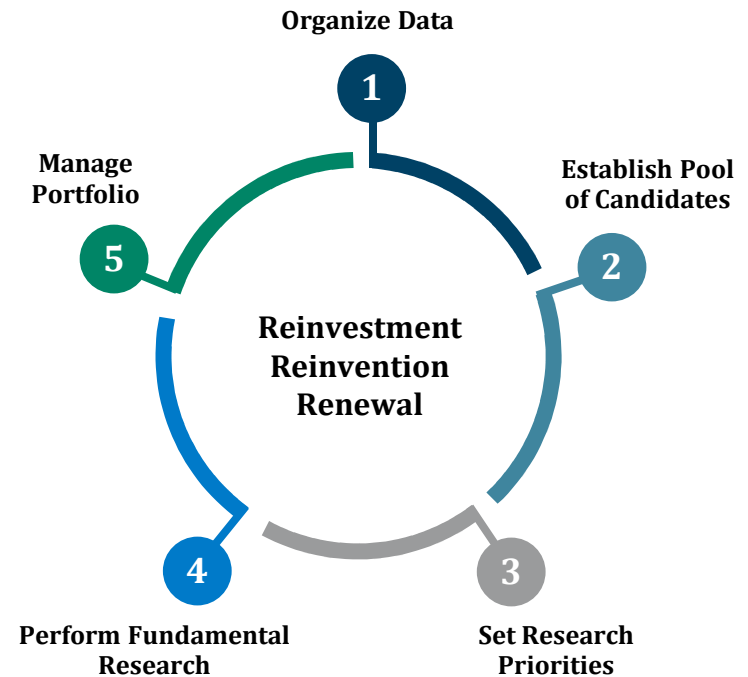 Organize Data
1
Establish Pool
of Candidates
2
Set Research
Priorities
3
Perform Fundamental
Research
4
Manage
Portfolio
5
Reinvestment
Reinvention
Renewal